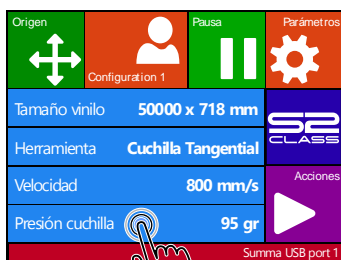 Origen
Configuration 1
Pausa
Parámetros
Tamaño vinilo 50000 x 718 mm
S2
CLASS
Herramienta Cuchilla Tangential
Velocidad 800 mm/s
Acciones
Presión cuchilla 95 gr
Summa USB port 1